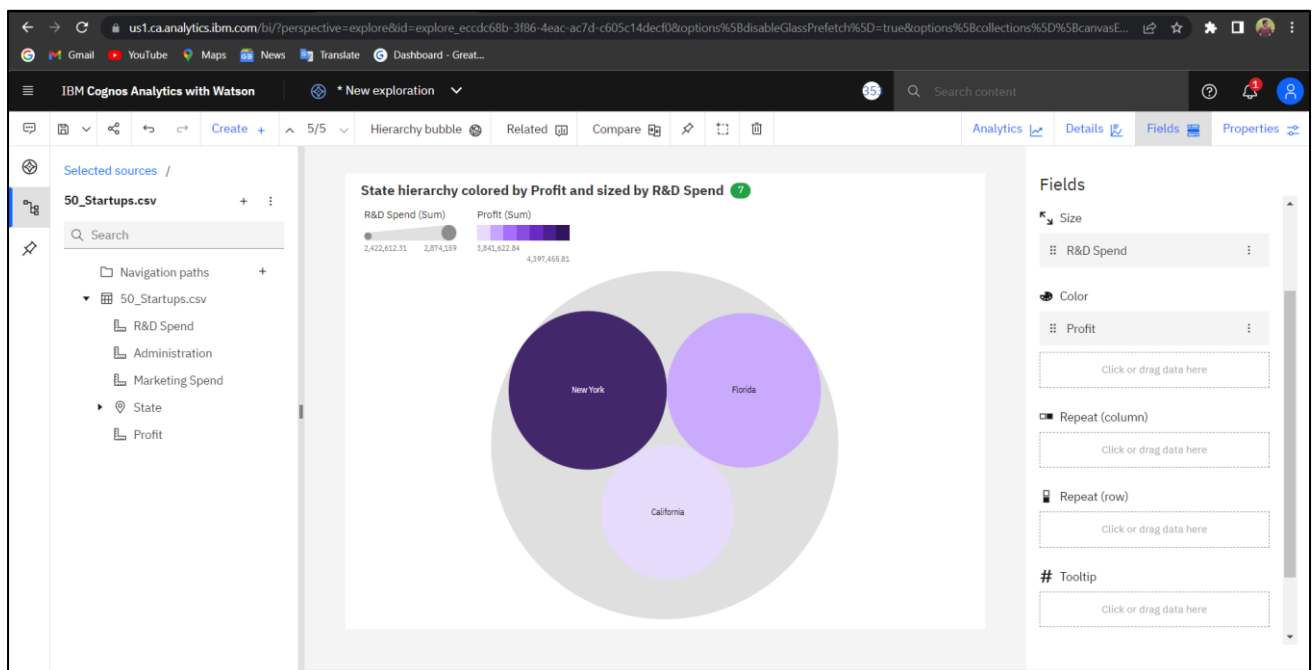 us1.ca.analytics.ibm.com/bi/?perspective=explore&id=explore_eccdc68b-3f86-4eac-ac7d-c605c14decf0&options%5BdisableGlassPrefetch%5D=true&options%5Bcollections%5D%5BcanvasE...
Gmail YouTube Maps News Translate Dashboard - Great...
IBM Cognos Analytics with Watson * New exploration Search content 1
Create + 5/5 Hierarchy bubble Related Compare Analytics Details Fields Properties
Selected sources /
50_Startups.csv
Search
Navigation paths
50_Startups.csv
R&D Spend
Administration
Marketing Spend
State
Profit
State hierarchy colored by Profit and sized by R&D Spend 7
R&D Spend (Sum) Profit (Sum)
2,422,612.31 2,874,159 3,841,622.84
4,397,455.81
New York
Florida
California
Fields
Size
R&D Spend
Color
Profit
Click or drag data here
Repeat (column)
Click or drag data here
Repeat (row)
Click or drag data here
# Tooltip
Click or drag data here